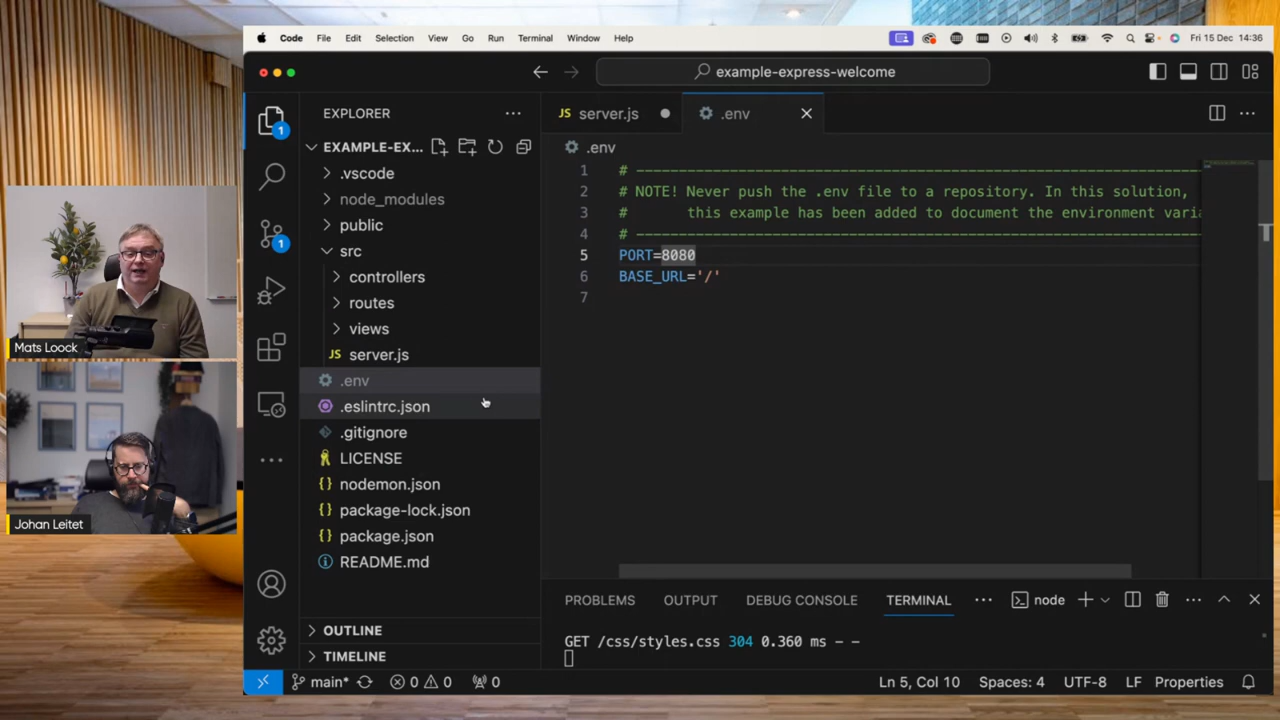 Code File Edit Selection View Go Run Terminal Window Help Fri 15 Dec 14:36
example-express-welcome
EXPLORER
EXAMPLE-EX...
.vscode
node_modules
public
src
controllers
routes
views
JS server.js
.env
.eslintrc.json
.gitignore
LICENSE
{} nodemon.json
{} package-lock.json
{} package.json
README.md
OUTLINE
TIMELINE
1
1
JS server.js
.env
.env
1 # ----------------------------------------------------------
2 # NOTE! Never push the .env file to a repository. In this solution,
3 # this example has been added to document the environment varia
4 # ----------------------------------------------------------
5 PORT=8080
6 BASE_URL='/'
7
PROBLEMS OUTPUT DEBUG CONSOLE TERMINAL node
GET /css/styles.css 304 0.360 ms - -
main* 0 0 0 Ln 5, Col 10 Spaces: 4 UTF-8 LF Properties
Mats Loock
Johan Leitet